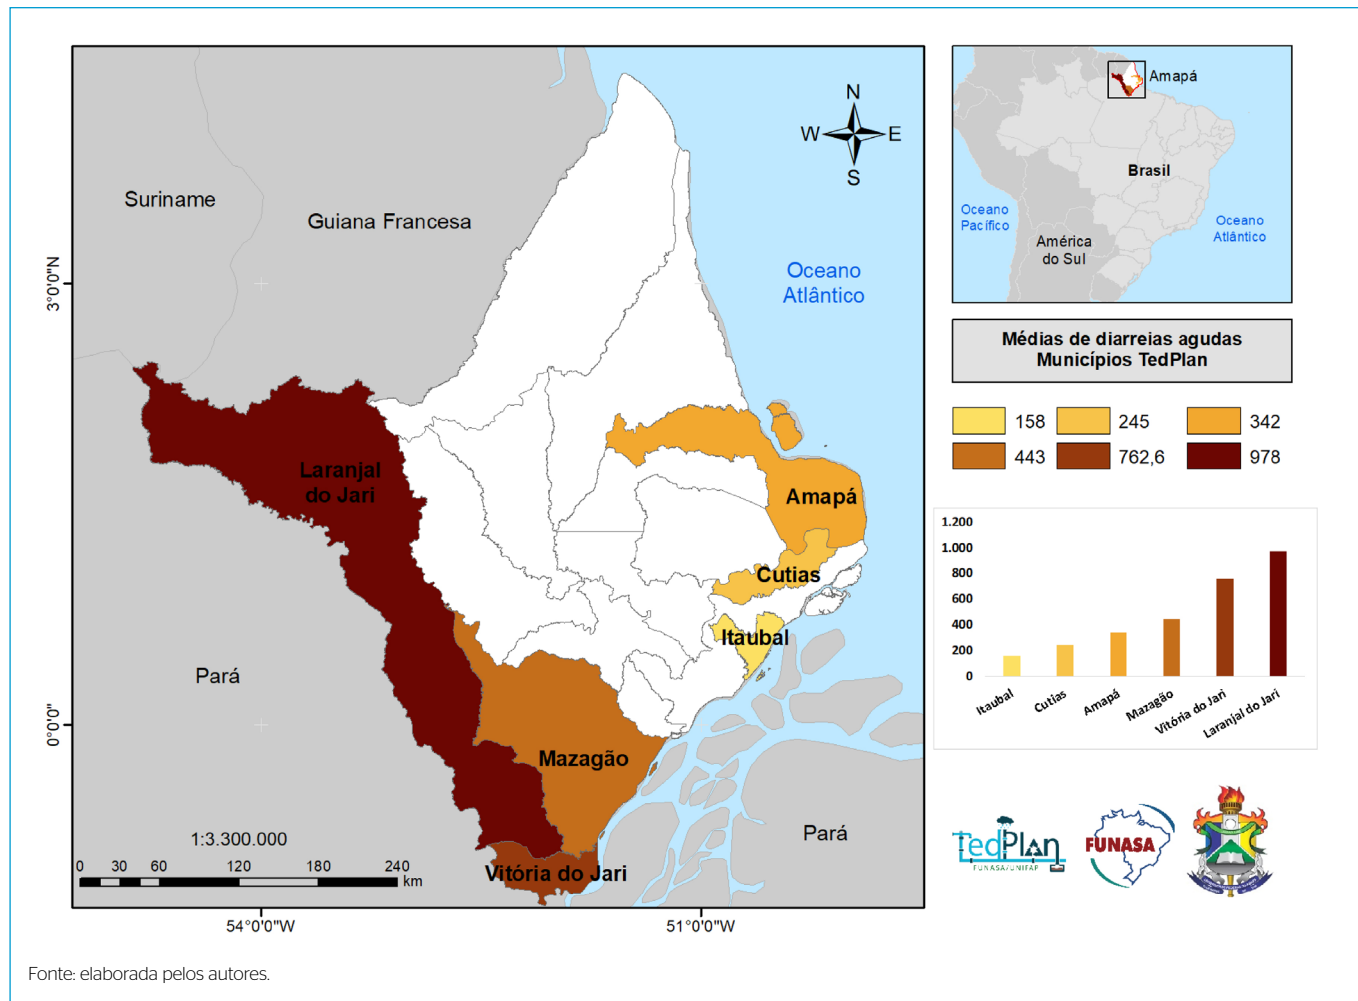 Suriname
Guiana Francesa
N
W
E
S
Oceano
Atlântico
3°0'0"N
Laranjal
do Jari
Amapá
Cutias
Itaubal
Pará
0°0'0"
Mazagão
Pará
Vitória do Jari
1:3.300.000
0 30 60 120 180 240
km
54°0'0"W
51°0'0"W
Amapá
Brasil
Oceano
Pacífico
Oceano
Atlântico
América
do Sul
Médias de diarreias agudas
Municípios TedPlan
158 245 342
443 762,6 978
1.200
1.000
800
600
400
200
0
Itaubal
Cutias
Amapá
Mazagão
Vitória do Jari
Laranjal do Jari
TedPlan
FUNASA/UNIFAP
FUNASA
Fonte: elaborada pelos autores.